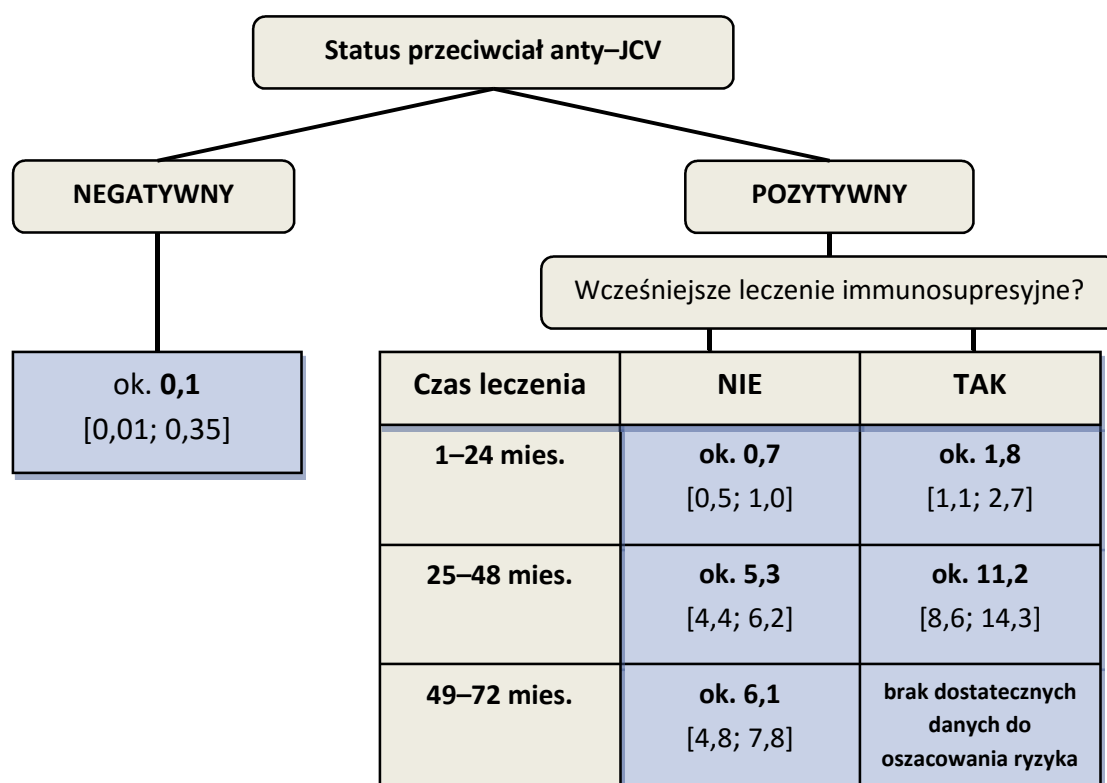 Status przeciwciał anty–JCV
NEGATYWNY
POZYTYWNY
Wcześniejsze leczenie immunosupresyjne?
ok. 0,1
[0,01; 0,35]
Czas leczenia
NIE
TAK
1–24 mies.
ok. 0,7
[0,5; 1,0]
ok. 1,8
[1,1; 2,7]
25–48 mies.
ok. 5,3
[4,4; 6,2]
ok. 11,2
[8,6; 14,3]
49–72 mies.
ok. 6,1
[4,8; 7,8]
brak dostatecznych
danych do
oszacowania ryzyka